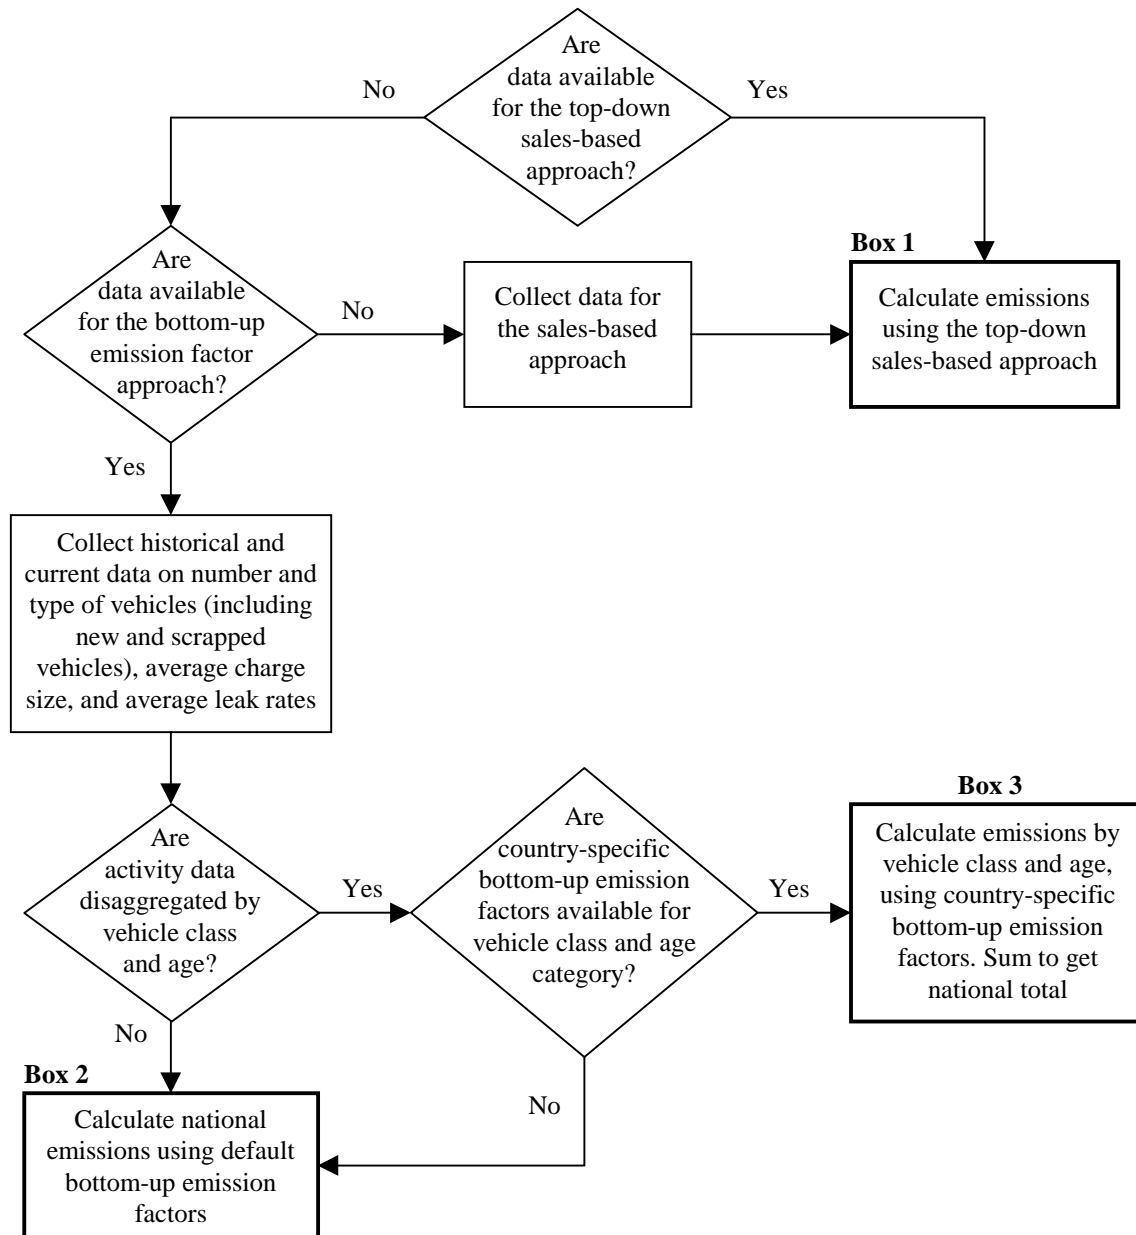 Are
data available
for the top-down
sales-based
approach?
No
Yes
Box 1
Are
data available
for the bottom-up
emission factor
approach?
No
Collect data for
the sales-based
approach
Calculate emissions
using the top-down
sales-based approach
Yes
Collect historical and
current data on number and
type of vehicles (including
new and scrapped
vehicles), average charge
size, and average leak rates
Are
activity data
disaggregated by
vehicle class
and age?
Yes
Are
country-specific
bottom-up emission
factors available for
vehicle class and age
category?
Yes
Box 3
Calculate emissions by
vehicle class and age,
using country-specific
bottom-up emission
factors. Sum to get
national total
No
No
Box 2
Calculate national
emissions using default
bottom-up emission
factors